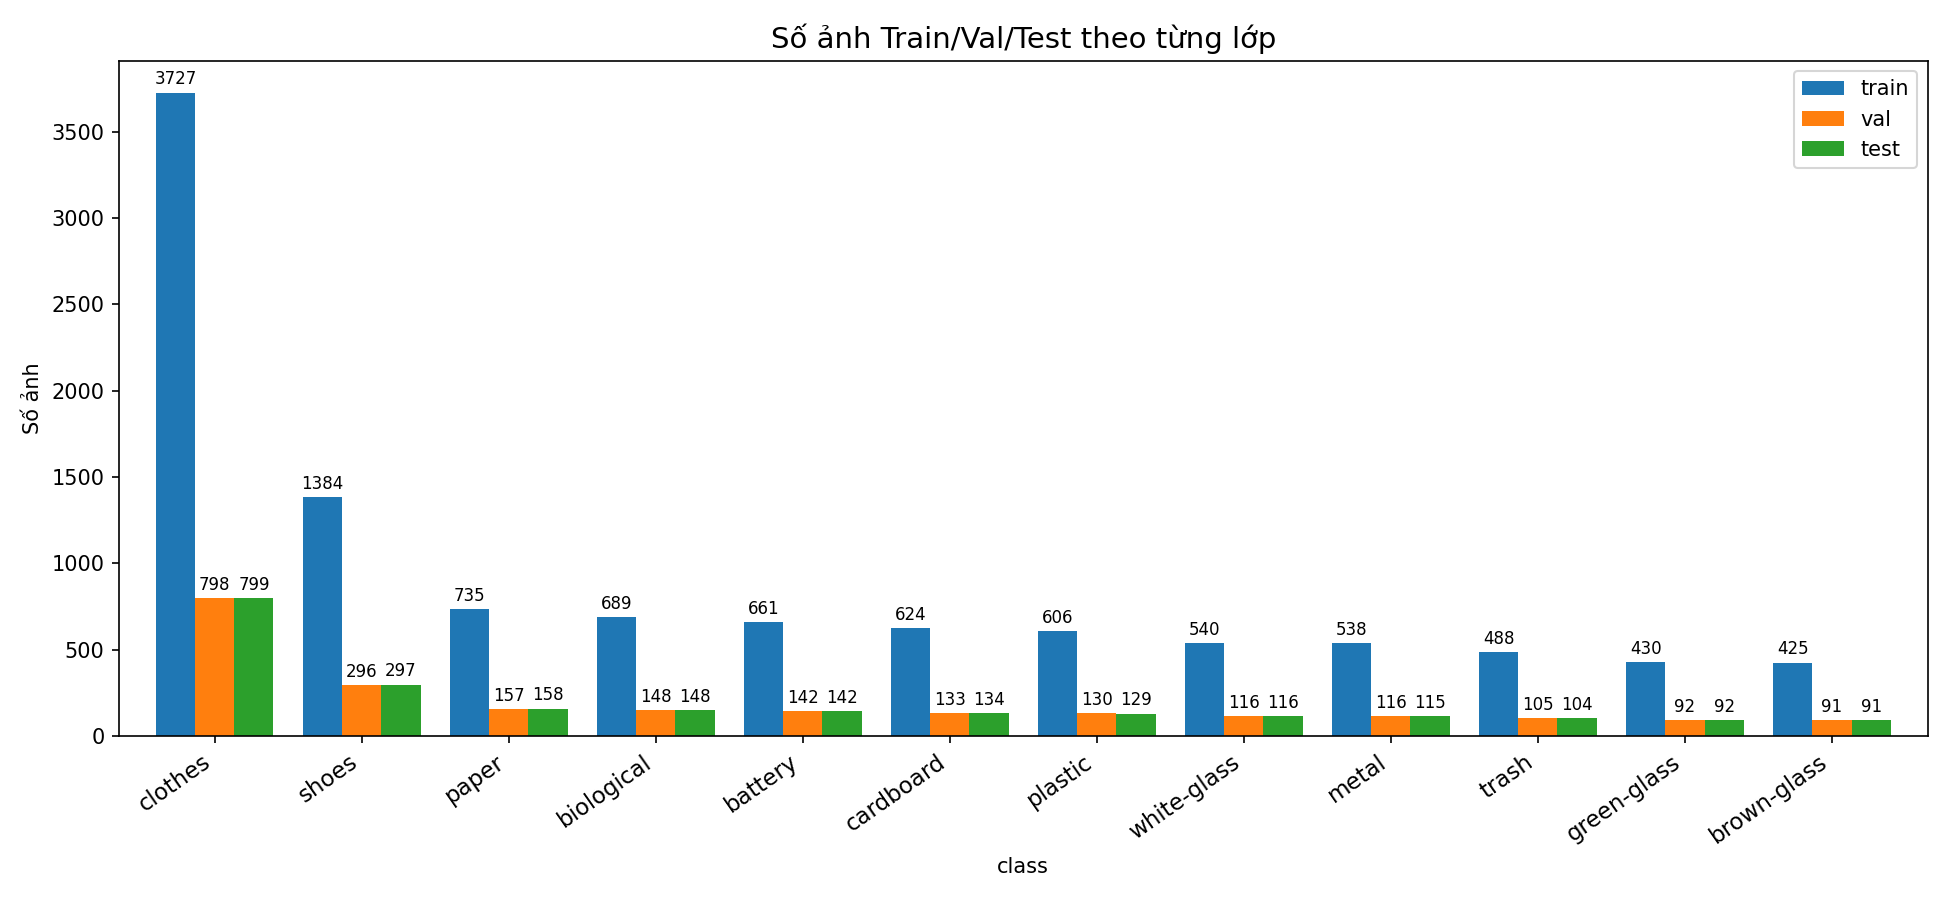 Số ảnh Train/Val/Test theo từng lớp
train
val
test
Số ảnh
3500
3000
2500
2000
1500
1000
500
0
3727
798 799
1384
296 297
735
157 158
689
148 148
661
142 142
624
133 134
606
130 129
540
116 116
538
116 115
488
105 104
430
92 92
425
91 91
clothes
shoes
paper
biological
battery
cardboard
plastic
white-glass
metal
trash
green-glass
brown-glass
class